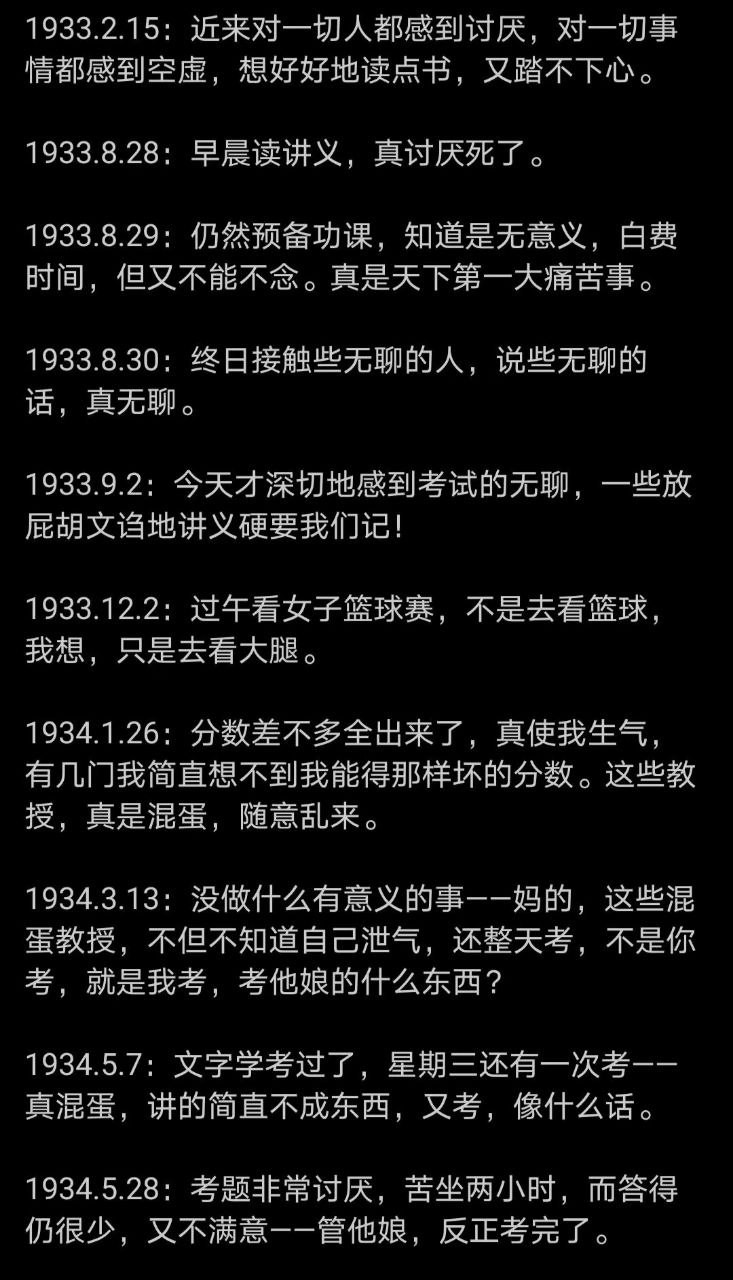 1933.2.15：近来对一切人都感到讨厌，对一切事
情都感到空虚，想好好地读点书，又踏不下心。
1933.8.28：早晨读讲义，真讨厌死了。
1933.8.29：仍然预备功课，知道是无意义，白费
时间，但又不能不念。真是天下第一大痛苦事。
1933.8.30：终日接触些无聊的人，说些无聊的
话，真无聊。
1933.9.2：今天才深切地感到考试的无聊，一些放
屁胡文诌地讲义硬要我们记！
1933.12.2：过午看女子篮球赛，不是去看篮球，
我想，只是去看大腿。
1934.1.26：分数差不多全出来了，真使我生气，
有几门我简直想不到我能得那样坏的分数。这些教
授，真是混蛋，随意乱来。
1934.3.13：没做什么有意义的事——妈的，这些混
蛋教授，不但不知道自己泄气，还整天考，不是你
考，就是我考，考他娘的什么东西？
1934.5.7：文字学考过了，星期三还有一次考——
真混蛋，讲的简直不成东西，又考，像什么话。
1934.5.28：考题非常讨厌，苦坐两小时，而答得
仍很少，又不满意——管他娘，反正考完了。